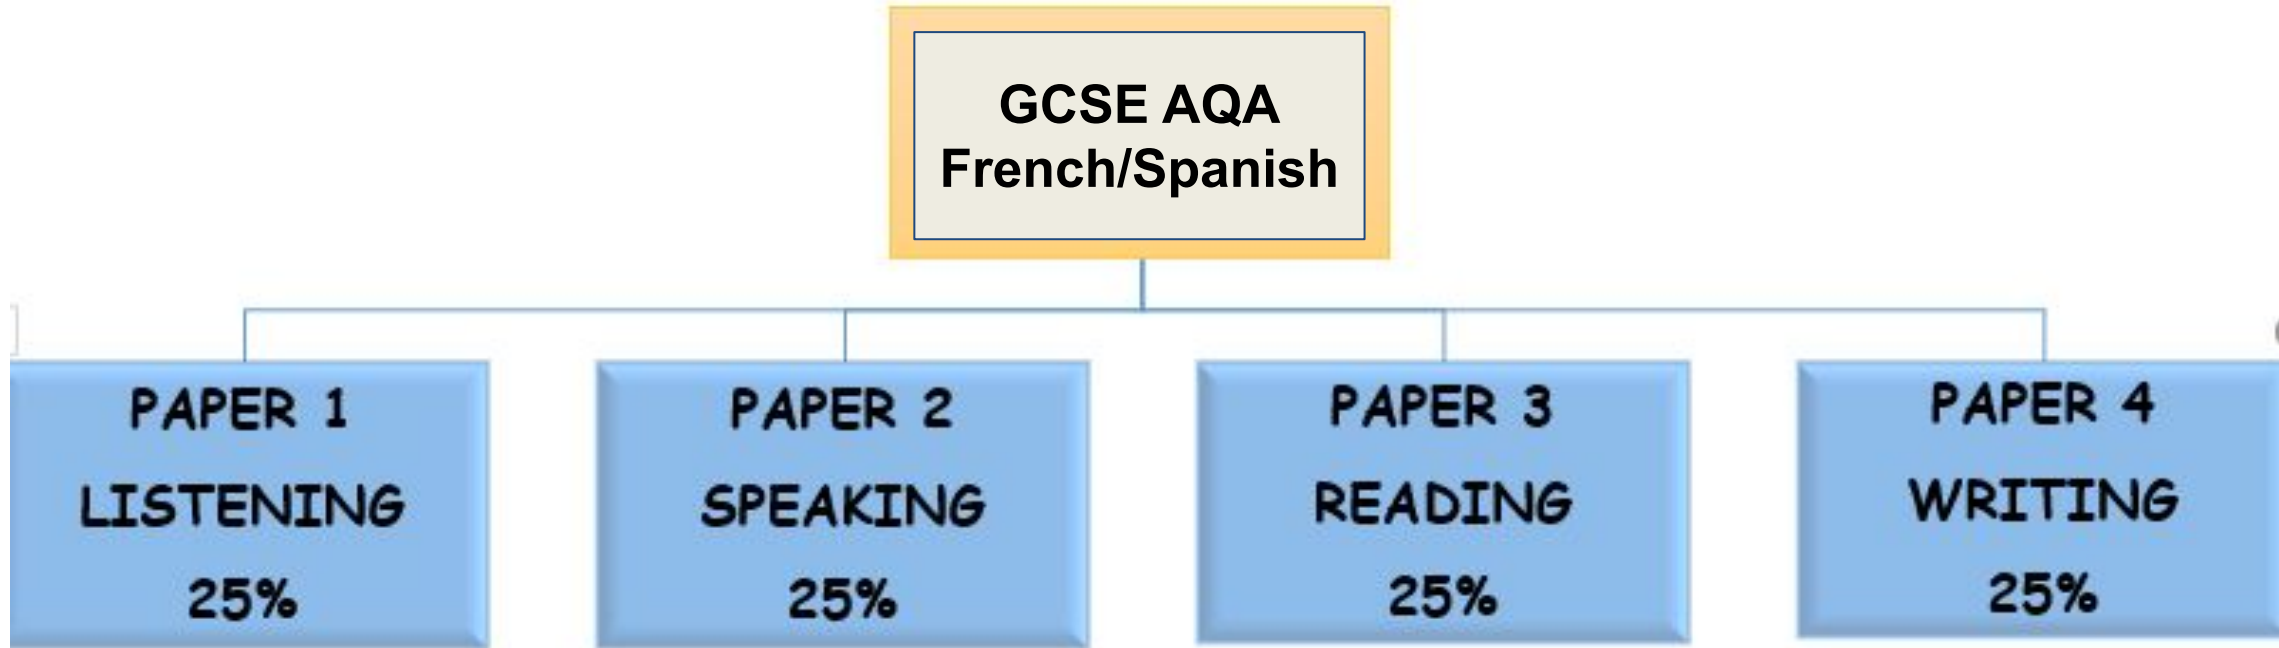 GCSE AQA
French/Spanish
PAPER 1
LISTENING
25%
PAPER 2
SPEAKING
25%
PAPER 3
READING
25%
PAPER 4
WRITING
25%